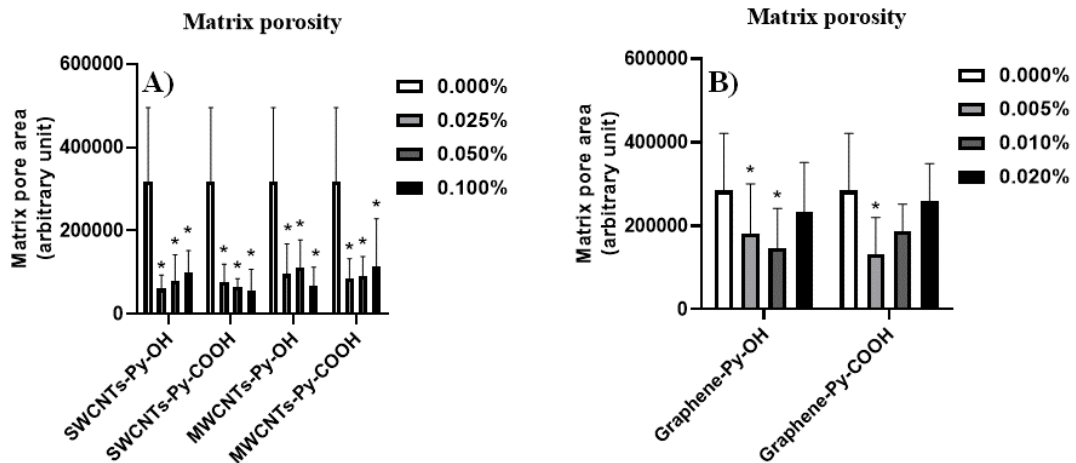 Matrix porosity
A)
600000
400000
200000
0
Matrix pore area
(arbitrary unit)
0.000%
0.025%
0.050%
0.100%
* * *
* * *
* * *
* * *
SWCNTs-Py-OH
SWCNTs-Py-COOH
MWCNTs-Py-OH
MWCNTs-Py-COOH
Matrix porosity
B)
600000
400000
200000
0
Matrix pore area
(arbitrary unit)
0.000%
0.005%
0.010%
0.020%
* *
*
Graphene-Py-OH
Graphene-Py-COOH